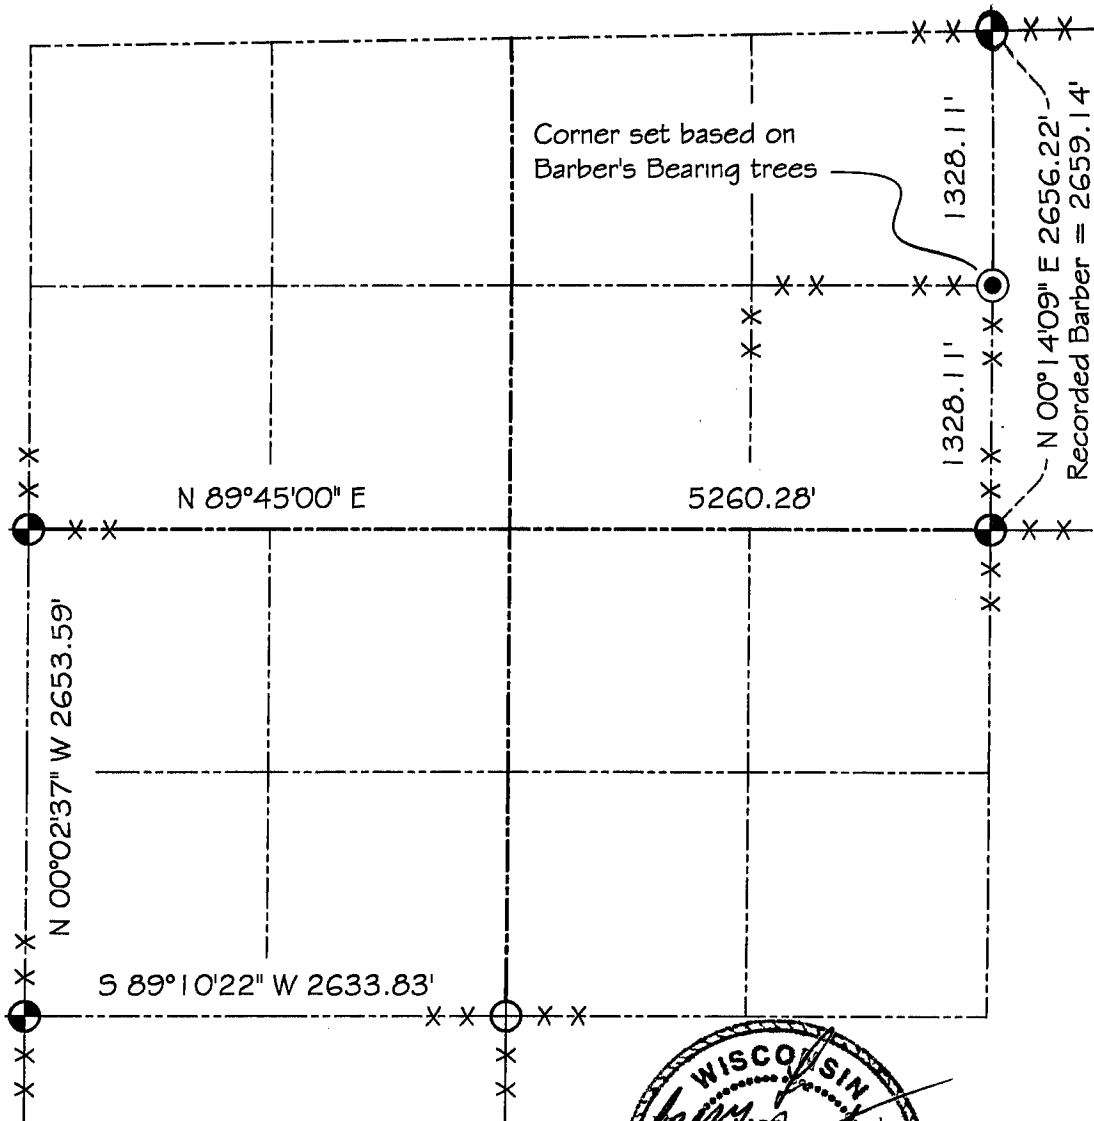 Corner set based on
Barber's Bearing trees
1328.11'
1328.11'
N 00°14'09" E 2656.22'
Recorded Barber = 2659.14'
N 89°45'00" E
5260.28'
N 00°02'37" W 2653.59'
S 89°10'22" W 2633.83'
WISCONSIN